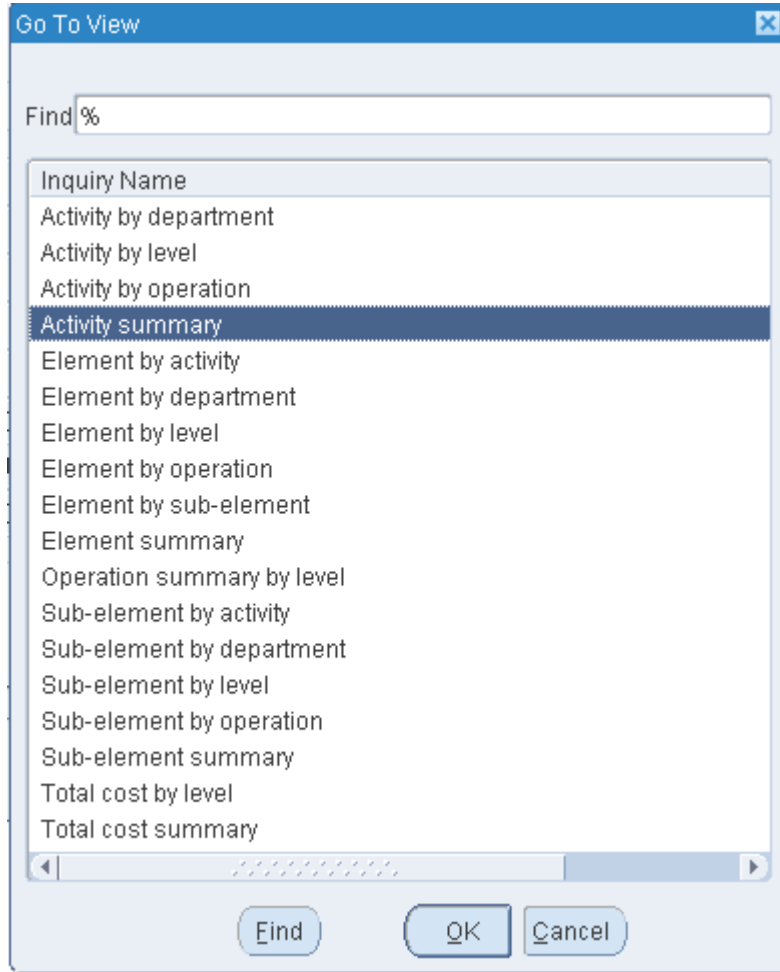 Go To View
Find %
Inquiry Name
Activity by department
Activity by level
Activity by operation
Activity summary
Element by activity
Element by department
Element by level
Element by operation
Element by sub-element
Element summary
Operation summary by level
Sub-element by activity
Sub-element by department
Sub-element by level
Sub-element by operation
Sub-element summary
Total cost by level
Total cost summary
Find OK Cancel